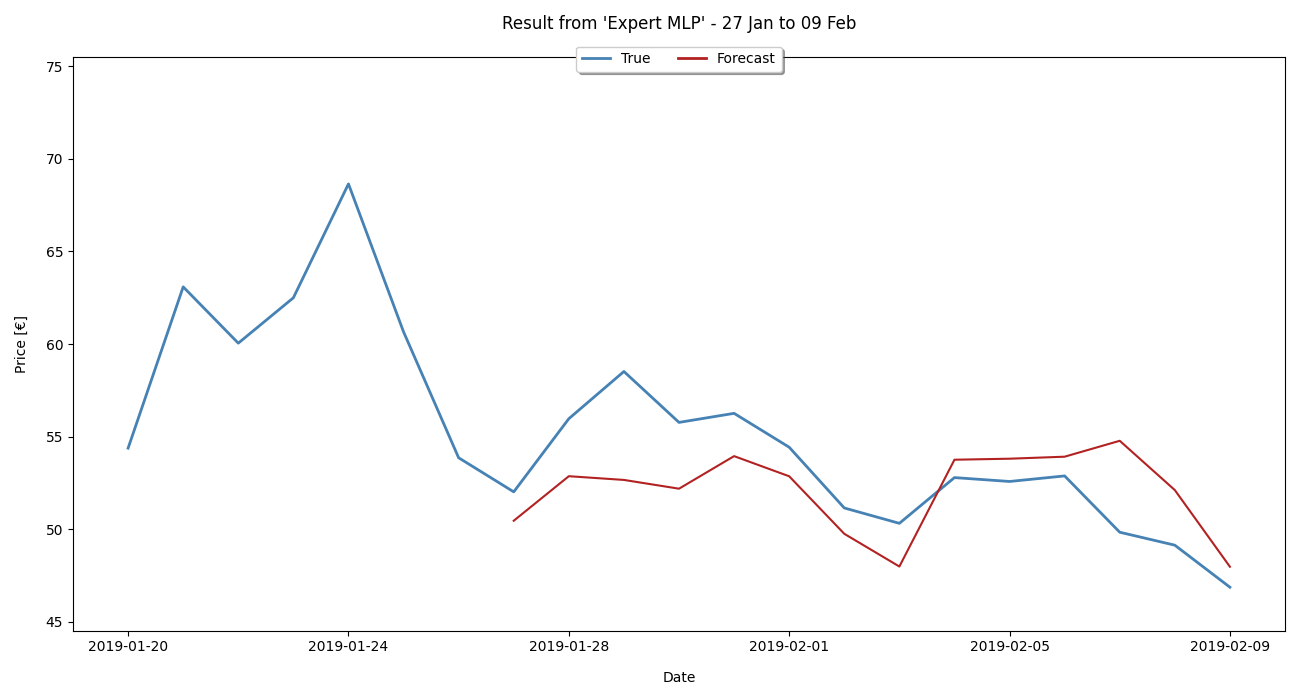 Result from 'Expert MLP' - 27 Jan to 09 Feb
True
Forecast
75
70
65
60
55
50
45
Price [€]
2019-01-20
2019-01-24
2019-01-28
2019-02-01
2019-02-05
2019-02-09
Date